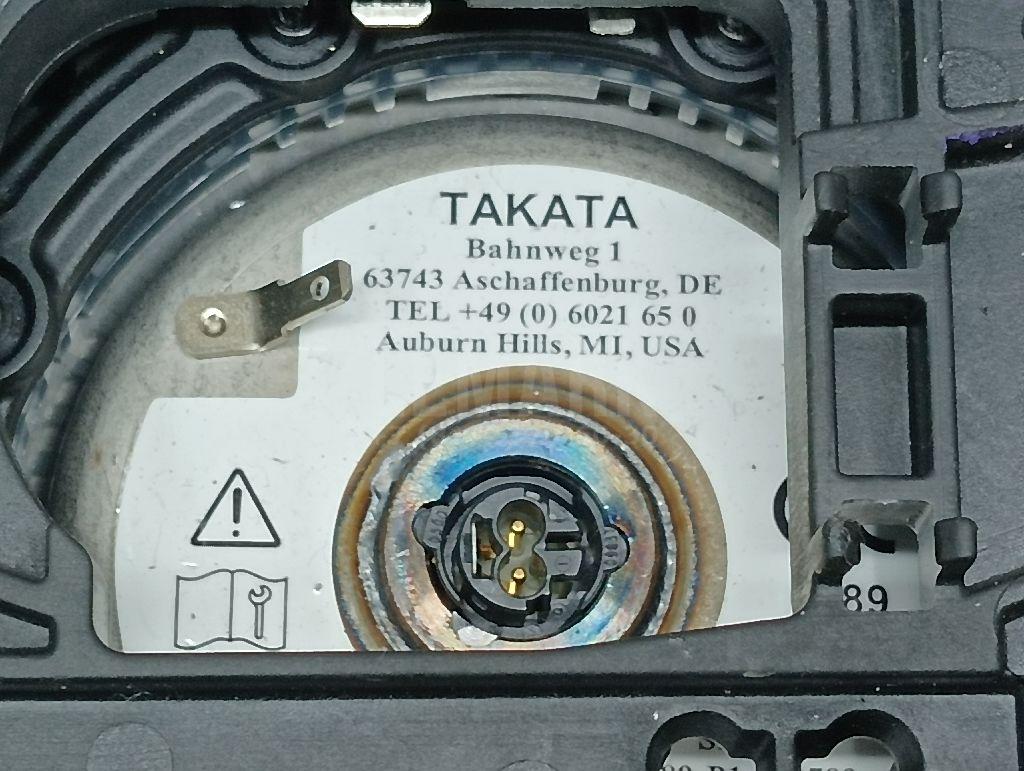 TAKATA
Bahnweg 1
63743 Aschaffenburg, DE
TEL +49 (0) 6021 65 0
Auburn Hills, MI, USA
89